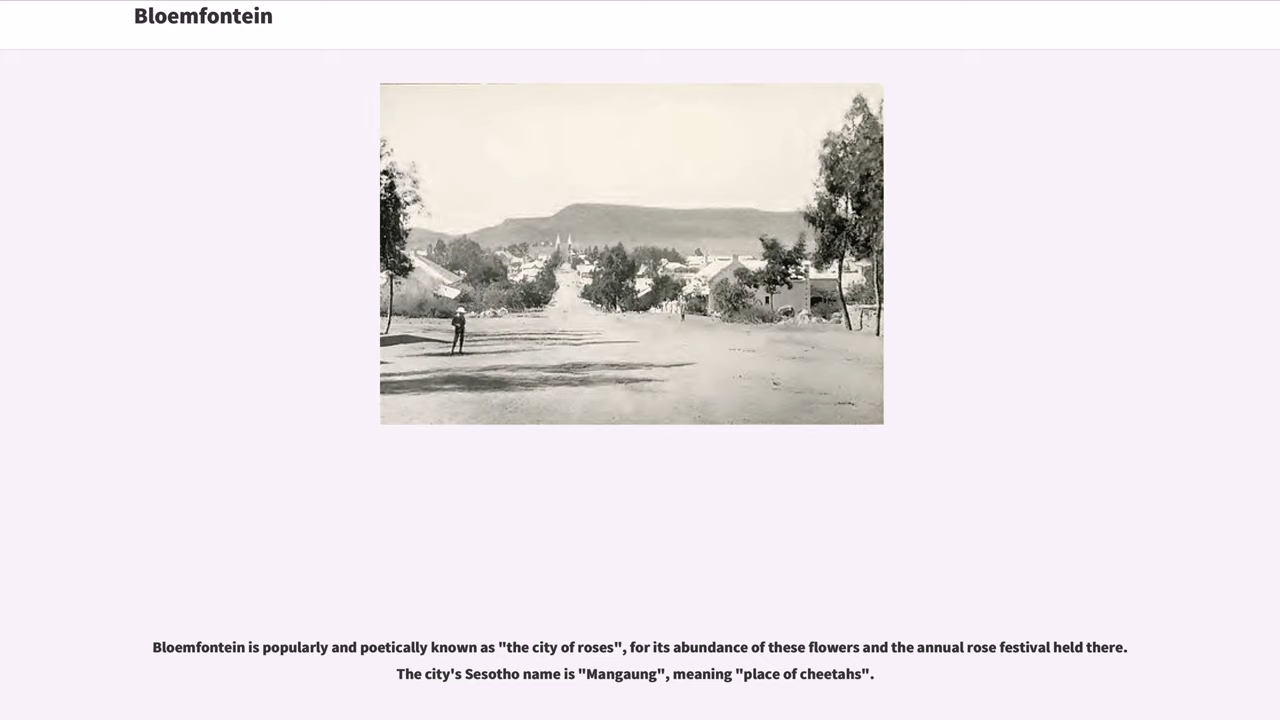 Bloemfontein
Bloemfontein is popularly and poetically known as "the city of roses", for its abundance of these flowers and the annual rose festival held there.
The city's Sesotho name is "Mangaung", meaning "place of cheetahs".